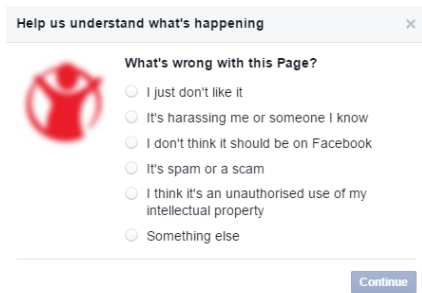 Help us understand what's happening
What's wrong with this Page?
I just don't like it
It's harassing me or someone I know
I don't think it should be on Facebook
It's spam or a scam
I think it's an unauthorised use of my
intellectual property
Something else
Continue